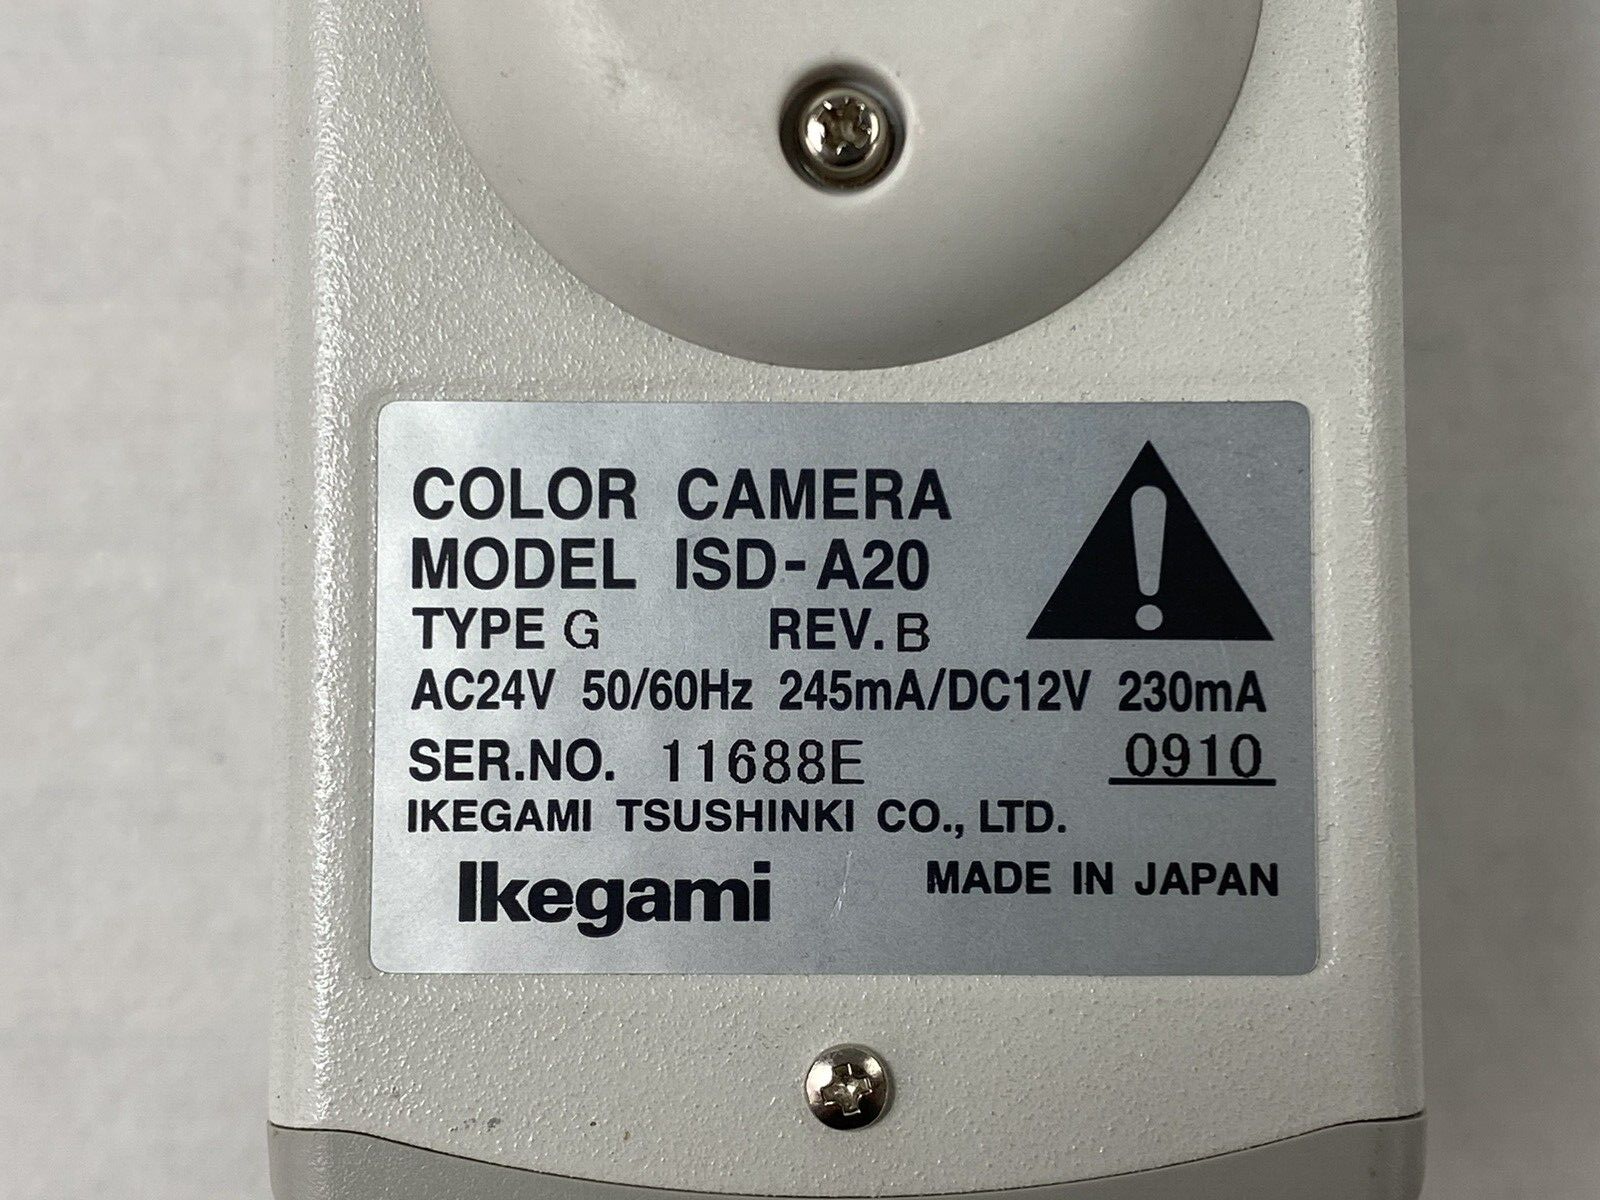 COLOR CAMERA
MODEL ISD-A20
TYPE G REV. B
AC24V 50/60Hz 245mA/DC12V 230mA
SER.NO. 11688E 0910
IKEGAMI TSUSHINKI CO., LTD.
Ikegami MADE IN JAPAN